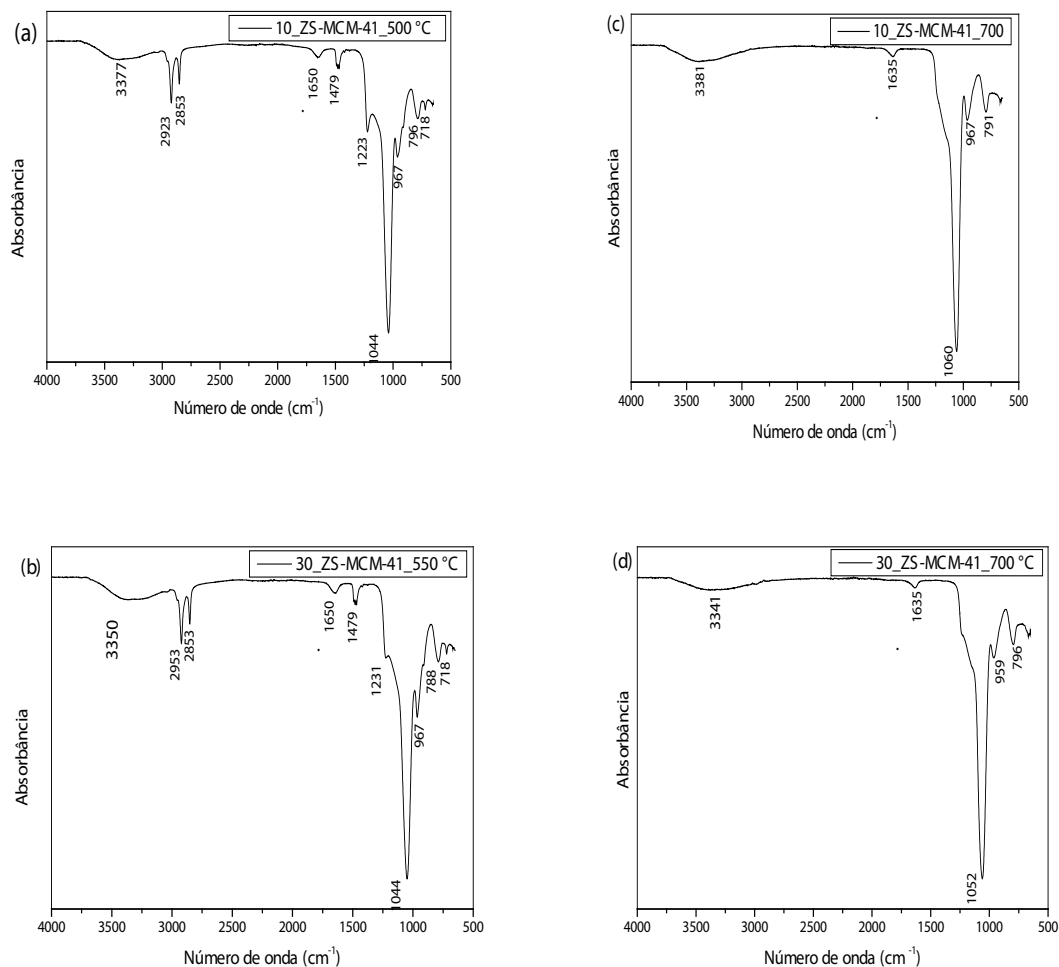 (a)
10_ZS-MCM-41_500 °C
Absorbância
3377
2923
2853
1650
1479
1223
1044
967
796
718
4000 3500 3000 2500 2000 1500 1000 500
Número de onde (cm-1)
(c)
10_ZS-MCM-41_700
Absorbância
3381
1635
1060
967
791
4000 3500 3000 2500 2000 1500 1000 500
Número de onda (cm-1)
(b)
30_ZS-MCM-41_550 °C
Absorbância
3350
2953
2853
1650
1479
1231
1044
967
788
718
4000 3500 3000 2500 2000 1500 1000 500
Número de onda (cm-1)
(d)
30_ZS-MCM-41_700 °C
Absorbância
3341
1635
1052
959
796
4000 3500 3000 2500 2000 1500 1000 500
Número de onda (cm-1)